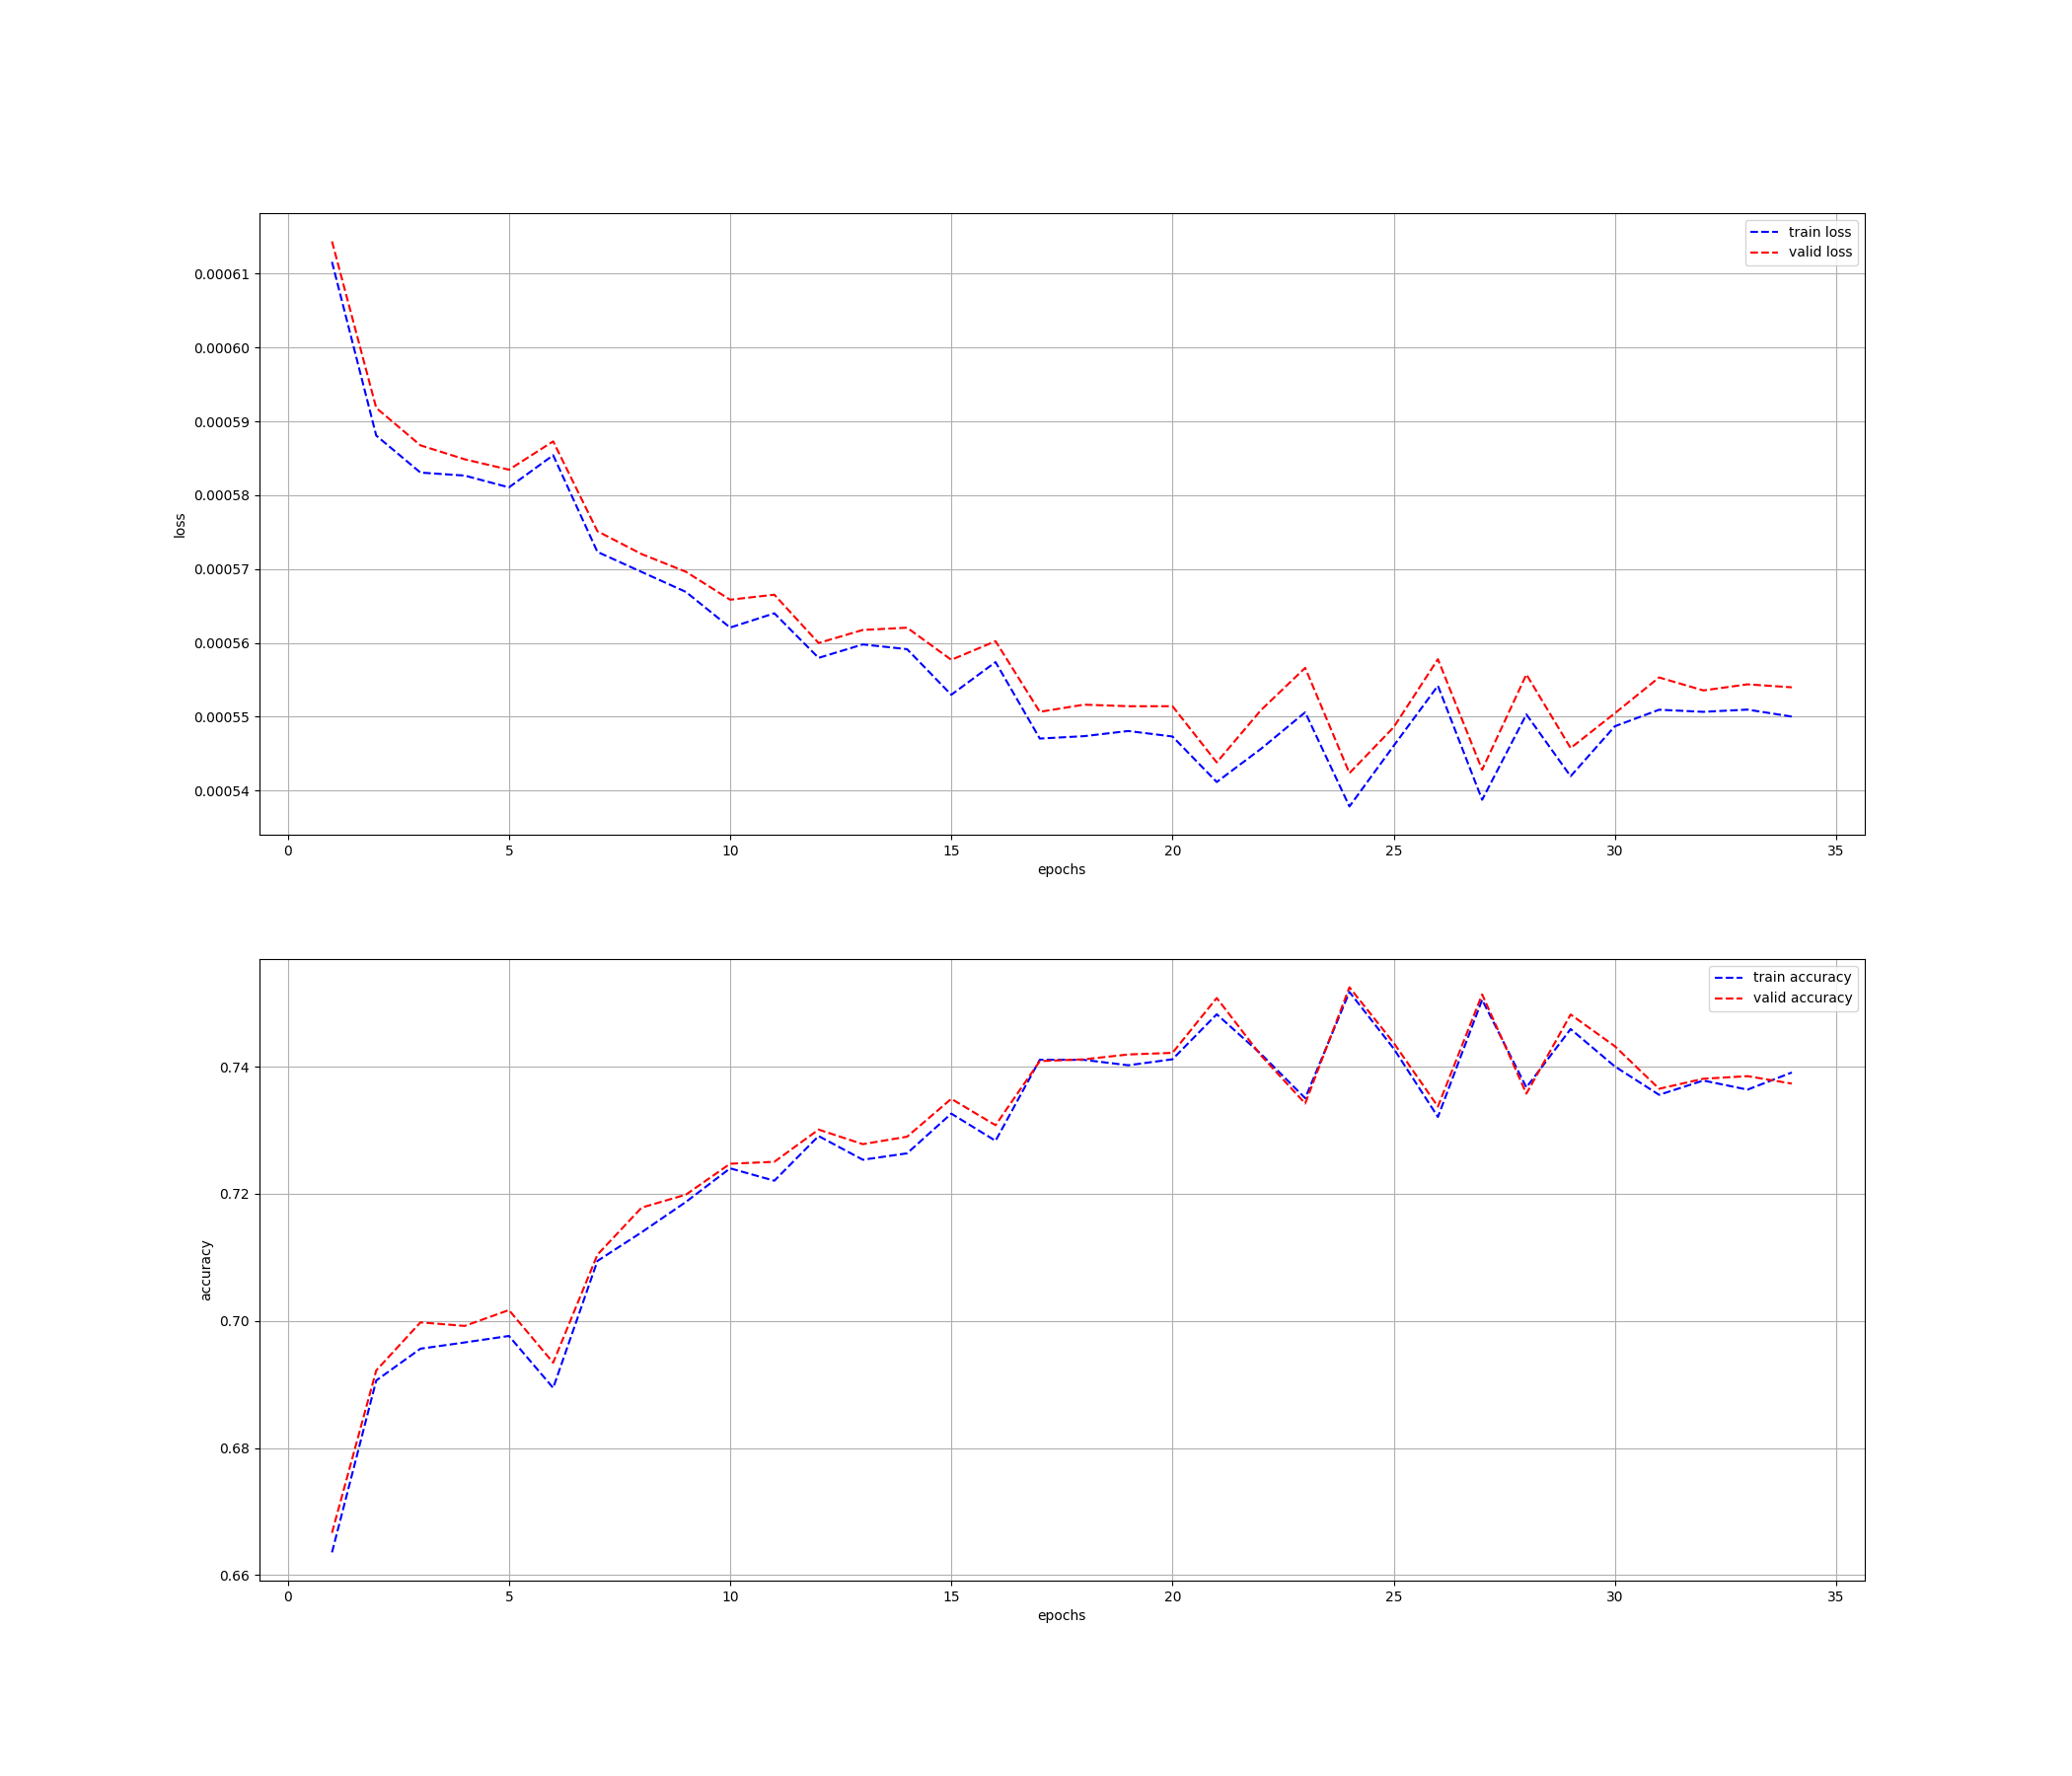 train loss
valid loss
0.00061
0.00060
0.00059
0.00058
0.00057
0.00056
0.00055
0.00054
loss
0 5 10 15 20 25 30 35
epochs
train accuracy
valid accuracy
0.74
0.72
0.70
0.68
0.66
accuracy
0 5 10 15 20 25 30 35
epochs